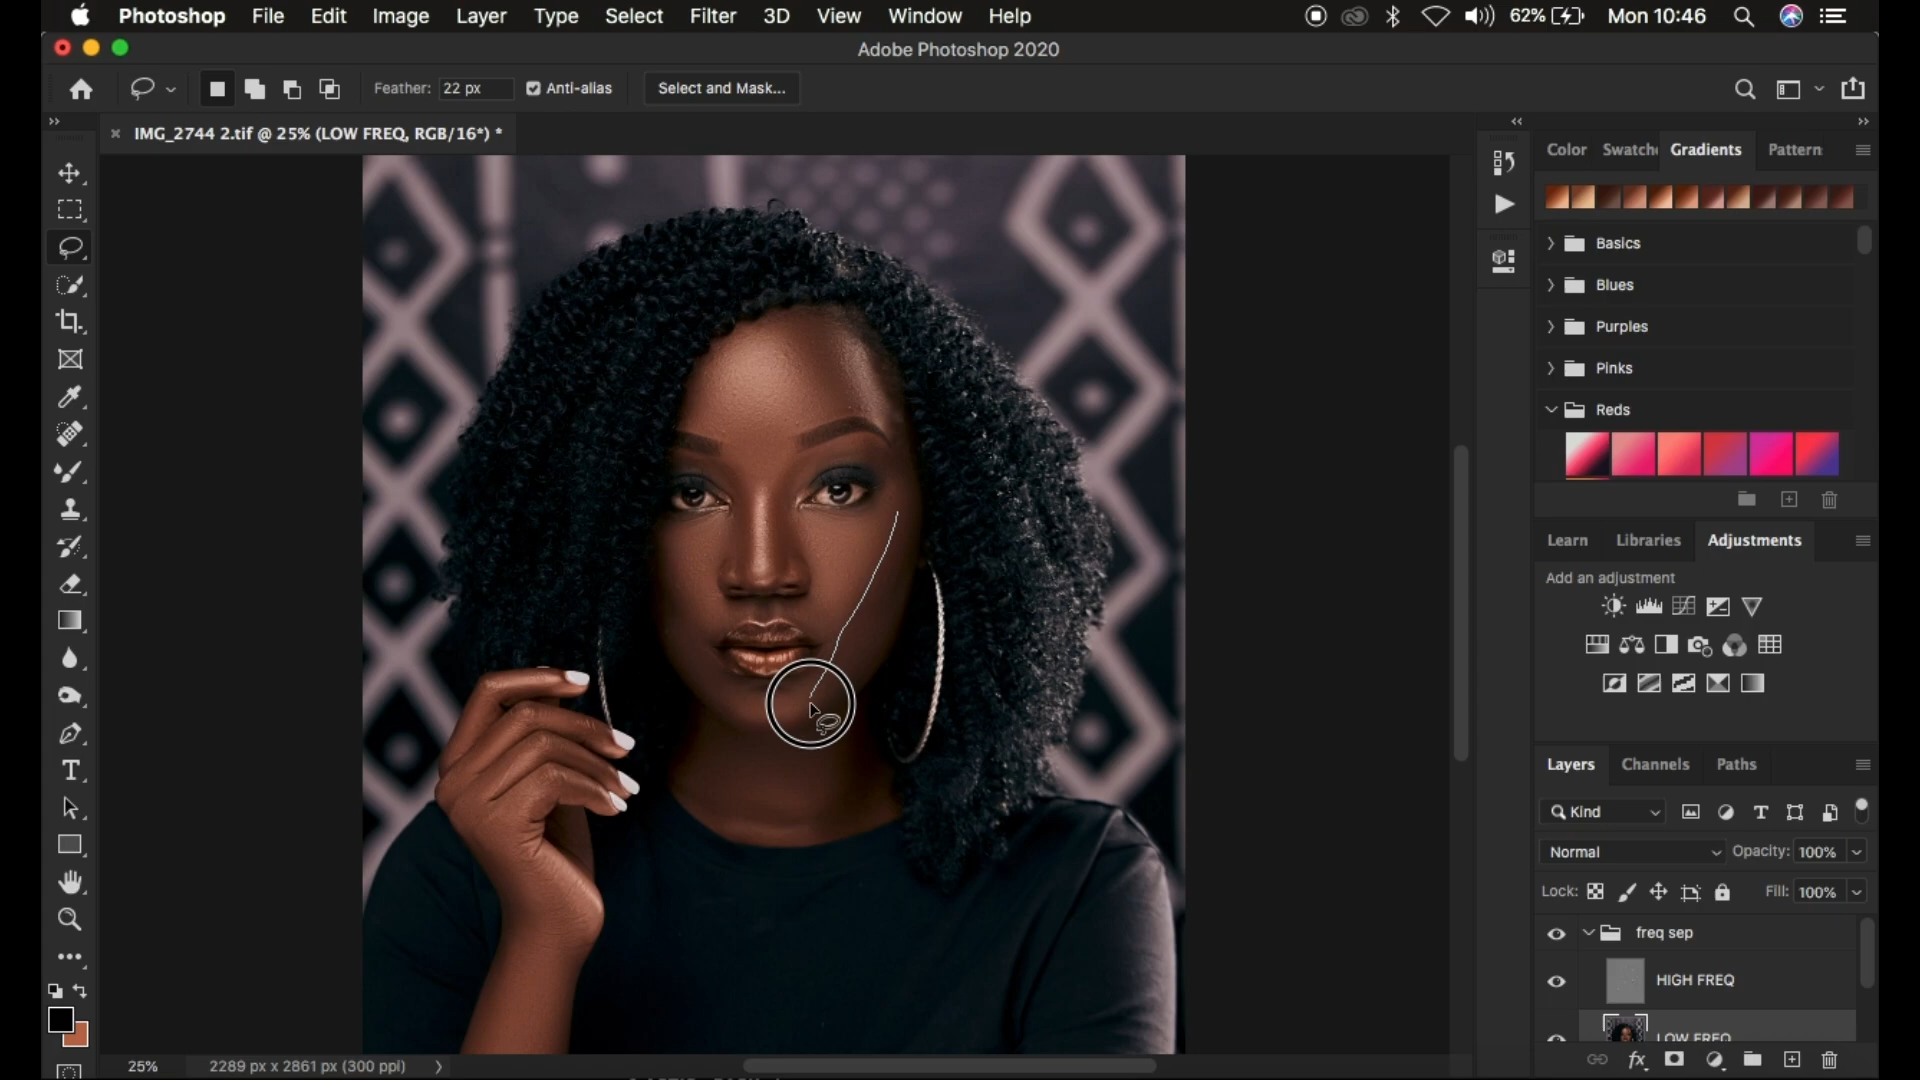 Photoshop File Edit Image Layer Type Select Filter 3D View Window Help 62% Mon 10:46
Adobe Photoshop 2020
Feather: 22 px Anti-alias Select and Mask...
IMG_2744 2.tif @ 25% (LOW FREQ, RGB/16*) *
Color Swatche Gradients Pattern
Basics
Blues
Purples
Pinks
Reds
Learn Libraries Adjustments
Add an adjustment
Layers Channels Paths
Kind
Normal Opacity: 100%
Lock: Fill: 100%
freq sep
HIGH FREQ
LOW FREQ
25% 2289 px x 2861 px (300 ppi)